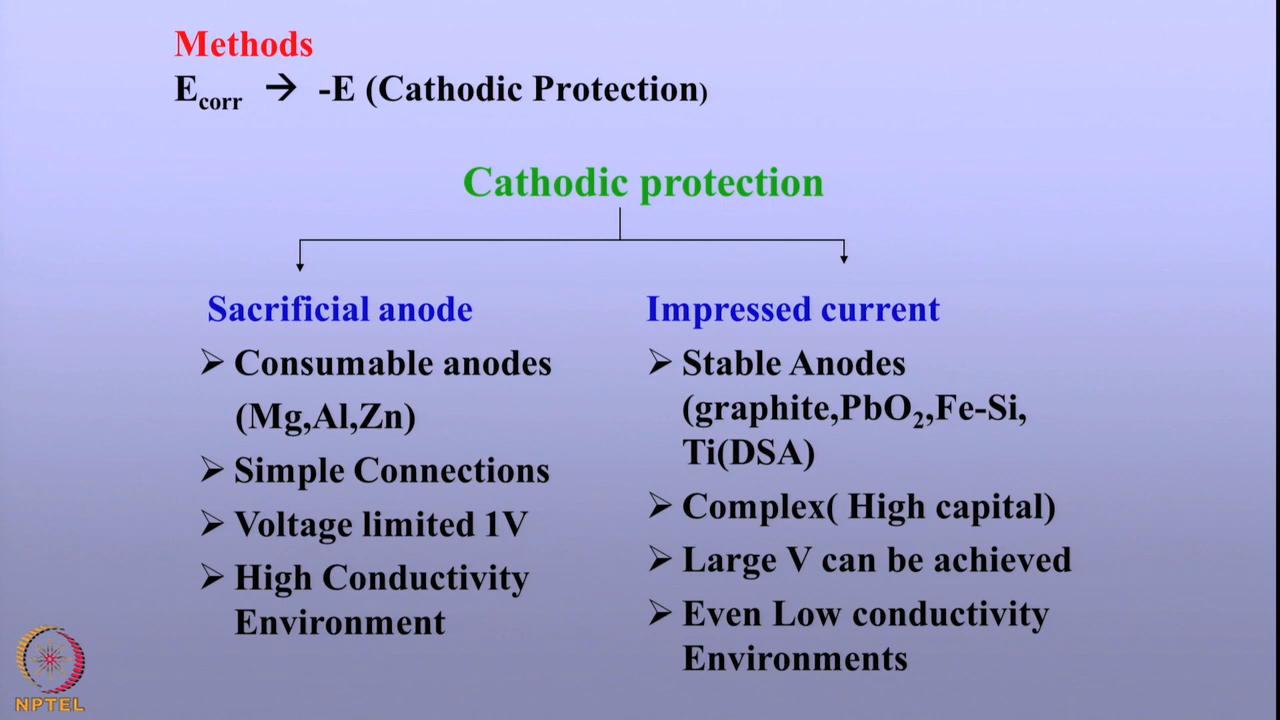 Methods
E_corr → -E (Cathodic Protection)
Cathodic protection
Sacrificial anode
➢ Consumable anodes
(Mg,Al,Zn)
➢ Simple Connections
➢ Voltage limited 1V
➢ High Conductivity
Environment
Impressed current
➢ Stable Anodes
(graphite,PbO₂,Fe-Si,
Ti(DSA)
➢ Complex( High capital)
➢ Large V can be achieved
➢ Even Low conductivity
Environments
NPTEL